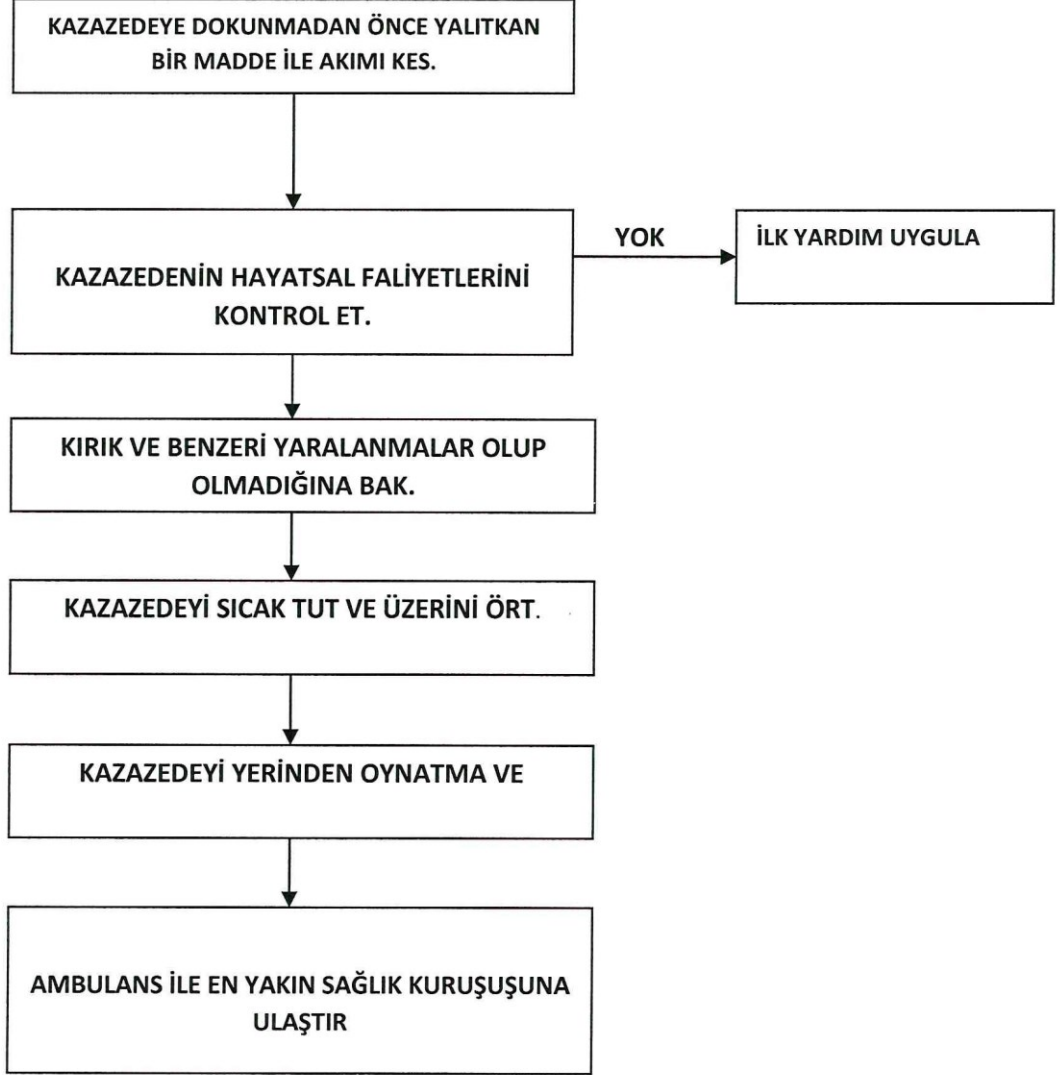 KAZAZEDEYE DOKUNMADAN ÖNCE YALITKAN
BİR MADDE İLE AKIMI KES.
KAZAZEDENİN HAYATSAL FALİYETLERİNİ
KONTROL ET.
YOK
İLK YARDIM UYGULA
KIRIK VE BENZERİ YARALANMALAR OLUP
OLMADIĞINA BAK.
KAZAZEDEYİ SICAK TUT VE ÜZERİNİ ÖRT.
KAZAZEDEYİ YERİNDEN OYNATMA VE
AMBULANS İLE EN YAKIN SAĞLIK KURUŞUŞUNA
ULAŞTIR